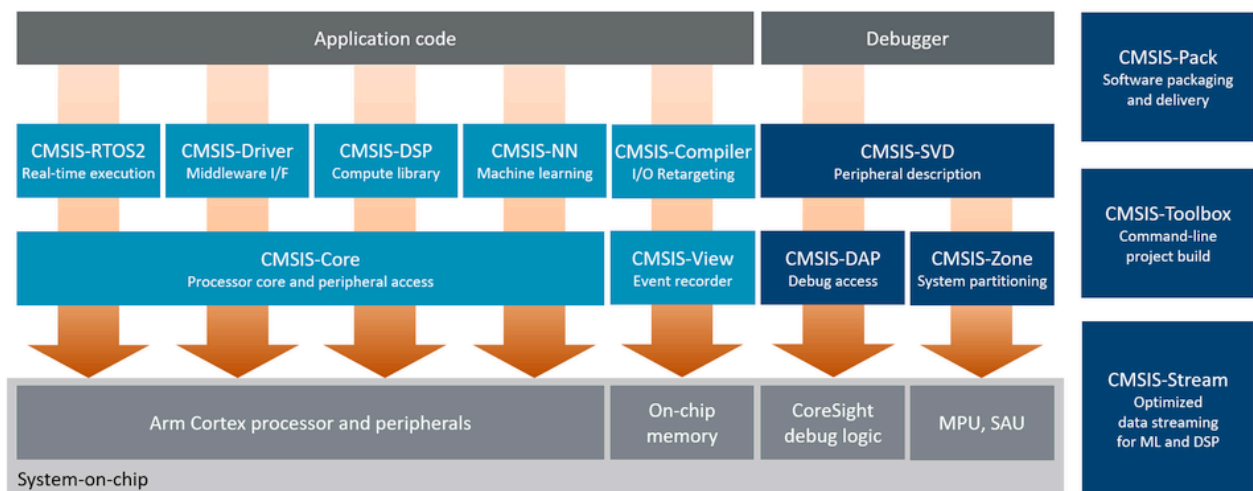 Application code
Debugger
CMSIS-RTOS2
Real-time execution
CMSIS-Driver
Middleware I/F
CMSIS-DSP
Compute library
CMSIS-NN
Machine learning
CMSIS-Compiler
I/O Retargeting
CMSIS-SVD
Peripheral description
CMSIS-Core
Processor core and peripheral access
CMSIS-View
Event recorder
CMSIS-DAP
Debug access
CMSIS-Zone
System partitioning
Arm Cortex processor and peripherals
On-chip
memory
CoreSight
debug logic
MPU, SAU
System-on-chip
CMSIS-Pack
Software packaging
and delivery
CMSIS-Toolbox
Command-line
project build
CMSIS-Stream
Optimized
data streaming
for ML and DSP